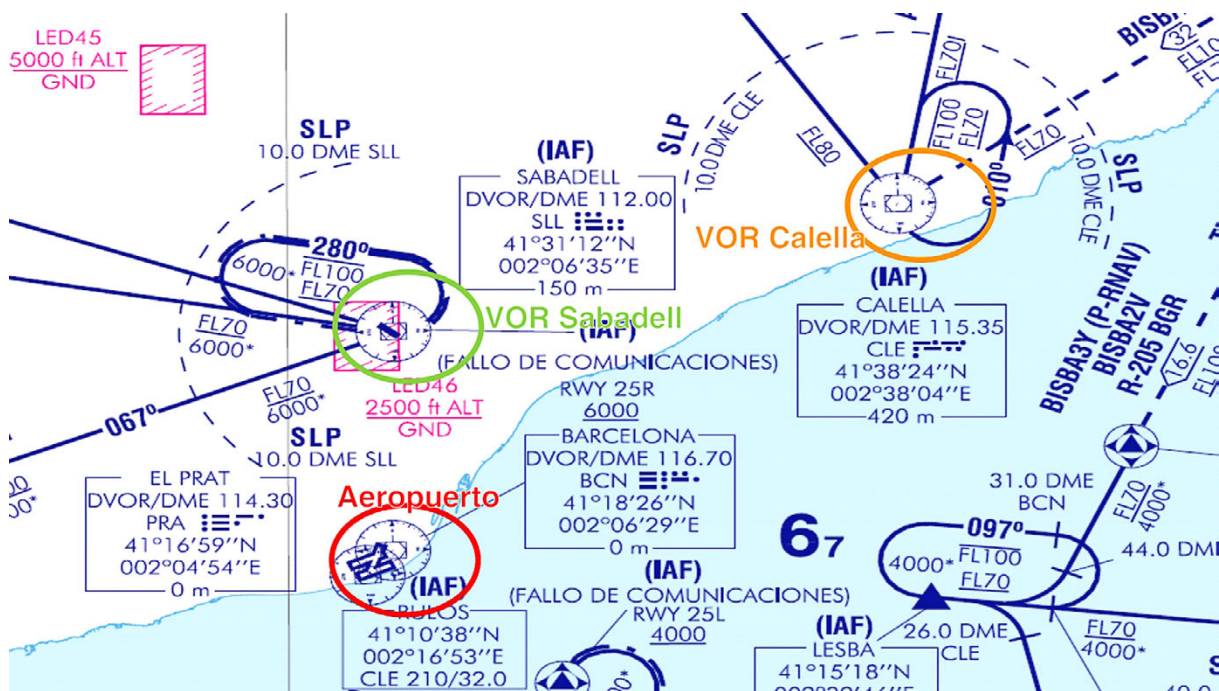 LED45
5000 ft ALT
GND
SLP
10.0 DME SLL
(IAF)
SABADELL
DVOR/DME 112.00
SLL
41°31'12''N
002°06'35''E
150 m
280º
6000* FL100
FL70
FL70
6000*
067º
FL70
6000*
SLP
10.0 DME SLL
VOR Sabadell
(IAF)
(FALLO DE COMUNICACIONES)
RWY 25R
6000
LED46
2500 ft ALT
GND
SLP
10.0 DME CLE
FL80
FL70
FL100
FL70
010º
FL70
BISBA
32
FL10
SLP
10.0 DME CLE
VOR Calella
(IAF)
CALELLA
DVOR/DME 115.35
CLE
41°38'24''N
002°38'04''E
420 m
BISBA3Y (P-RNAV)
BISBA2V
R-205 BGR
16.6
FL100
EL PRAT
DVOR/DME 114.30
PRA
41°16'59''N
002°04'54''E
0 m
Aeropuerto
BARCELONA
DVOR/DME 116.70
BCN
41°18'26''N
002°06'29''E
0 m
(IAF)
RULOS
41°10'38''N
002°16'53''E
CLE 210/32.0
(IAF)
(FALLO DE COMUNICACIONES)
RWY 25L
4000
67
31.0 DME
BCN
FL70
4000*
44.0 DME
097º
4000* FL100
FL70
26.0 DME
CLE
FL70
4000*
(IAF)
LESBA
41°15'18''N